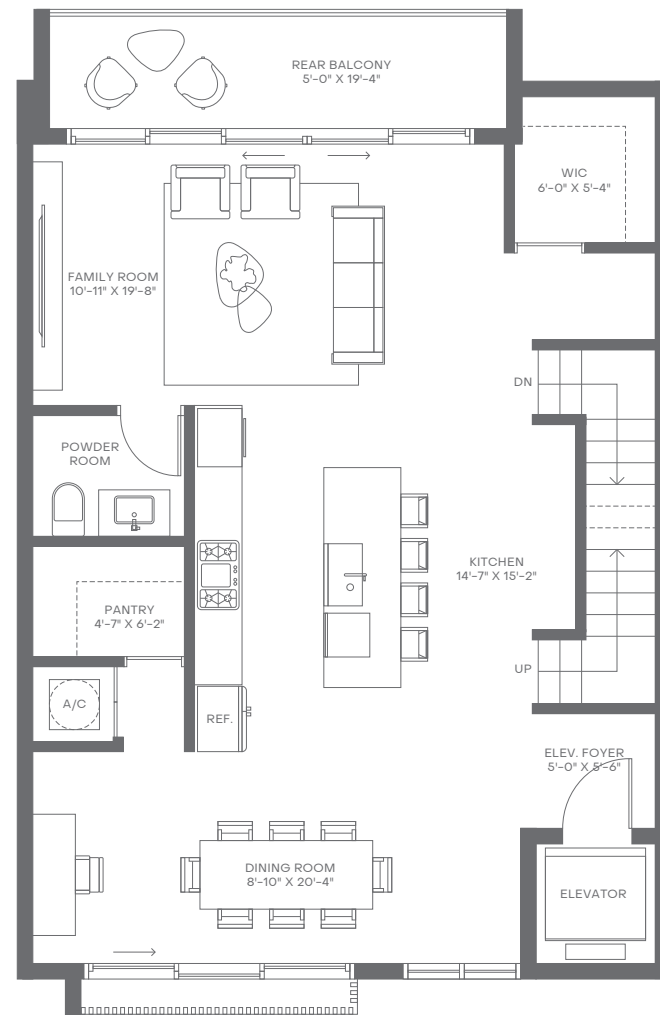 REAR BALCONY
5'-0" X 19'-4"
WIC
6'-0" X 5'-4"
FAMILY ROOM
10'-11" X 19'-8"
DN
POWDER
ROOM
KITCHEN
14'-7" X 15'-2"
PANTRY
4'-7" X 6'-2"
UP
A/C
REF.
ELEV. FOYER
5'-0" X 5'-6"
DINING ROOM
8'-10" X 20'-4"
ELEVATOR